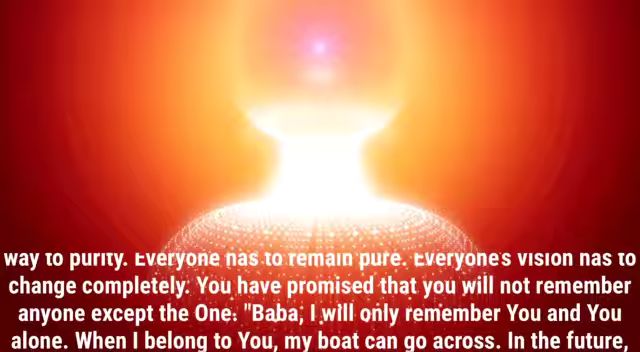 way to purity. Everyone has to remain pure. Everyone's vision has to
change completely. You have promised that you will not remember
anyone except the One. "Baba, I will only remember You and You
alone. When I belong to You, my boat can go across. In the future,